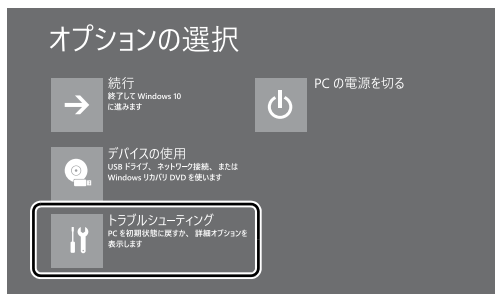 オプションの選択
続行
終了して Windows 10
に進みます
PC の電源を切る
デバイスの使用
USB ドライブ、ネットワーク接続、または
Windows リカバリ DVD を使います
トラブルシューティング
PC を初期状態に戻すか、詳細オプションを
表示します